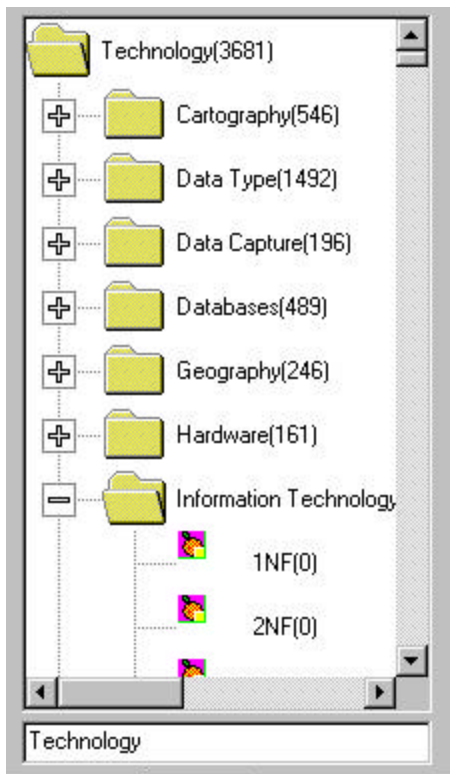 Technology(3681)
Cartography(546)
Data Type(1492)
Data Capture(196)
Databases(489)
Geography(246)
Hardware(161)
Information Technology
1NF(0)
2NF(0)
Technology